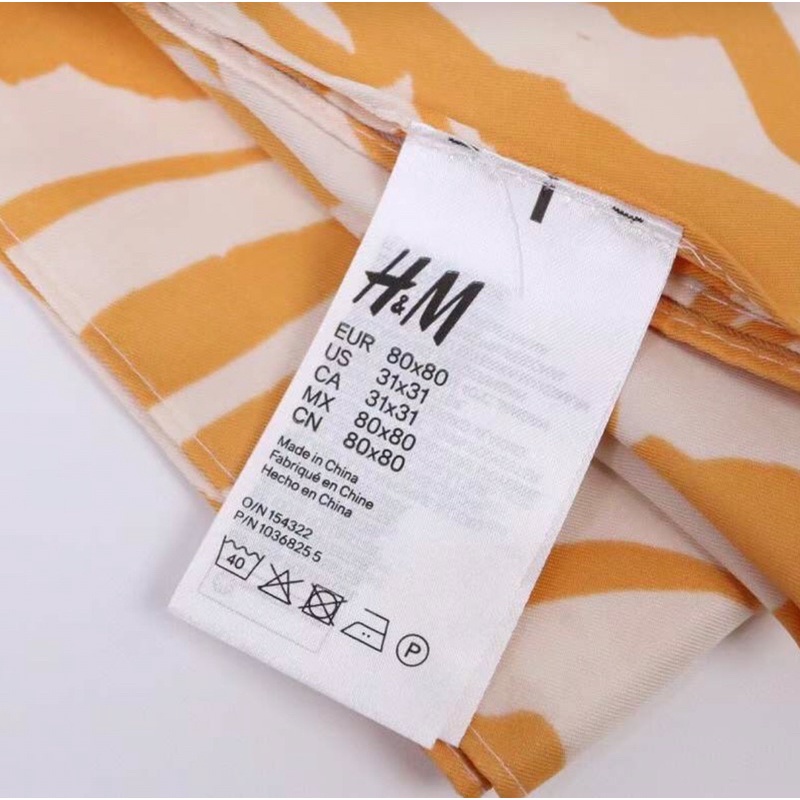 H&M
EUR 80x80
US 31x31
CA 31x31
MX 80x80
CN 80x80
Made in China
Fabriqué en Chine
Hecho en China
O/N 154322
P/N 1036825 5
40
P